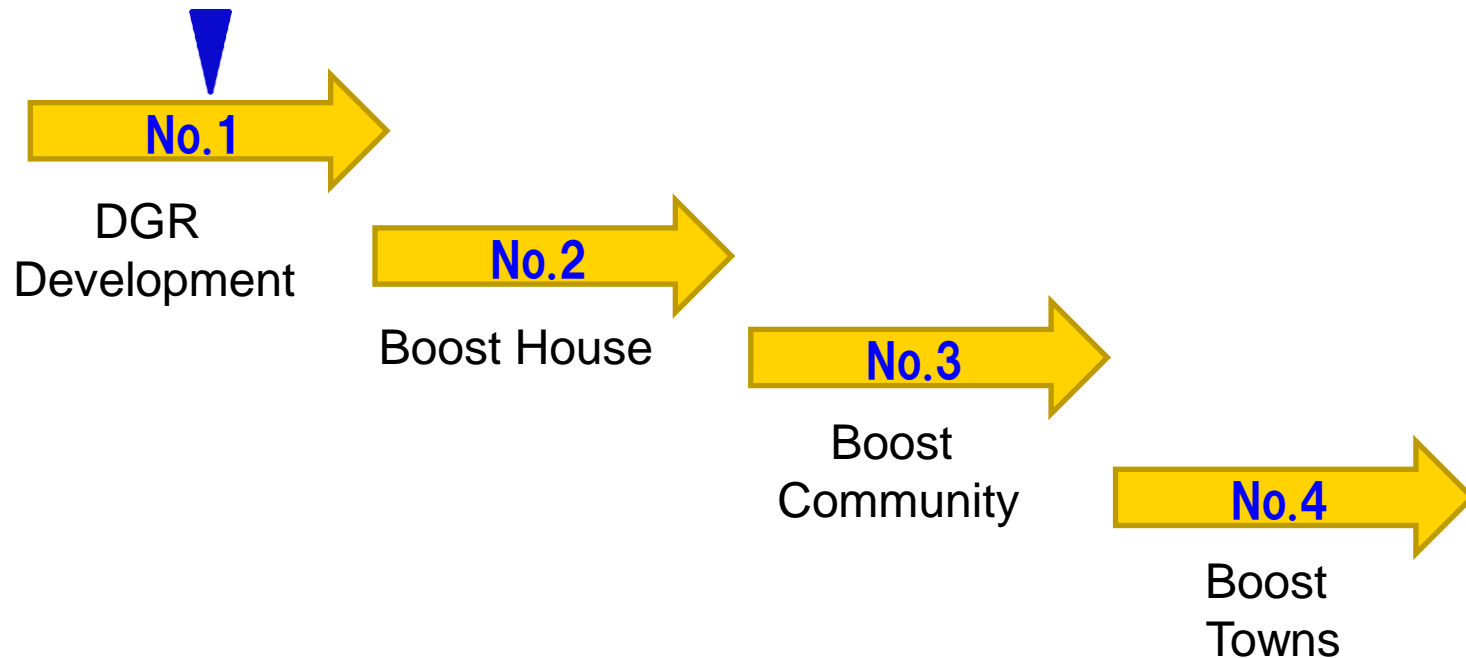 No.1
DGR
Development
No.2
Boost House
No.3
Boost
Community
No.4
Boost
Towns